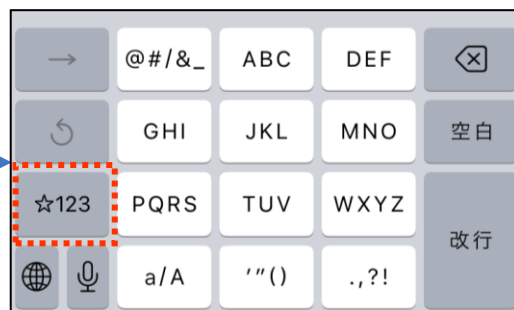 → @#/&_ ABC DEF
GHI JKL MNO 空白
☆123 PQRS TUV WXYZ
改行
a/A '"() .,?!